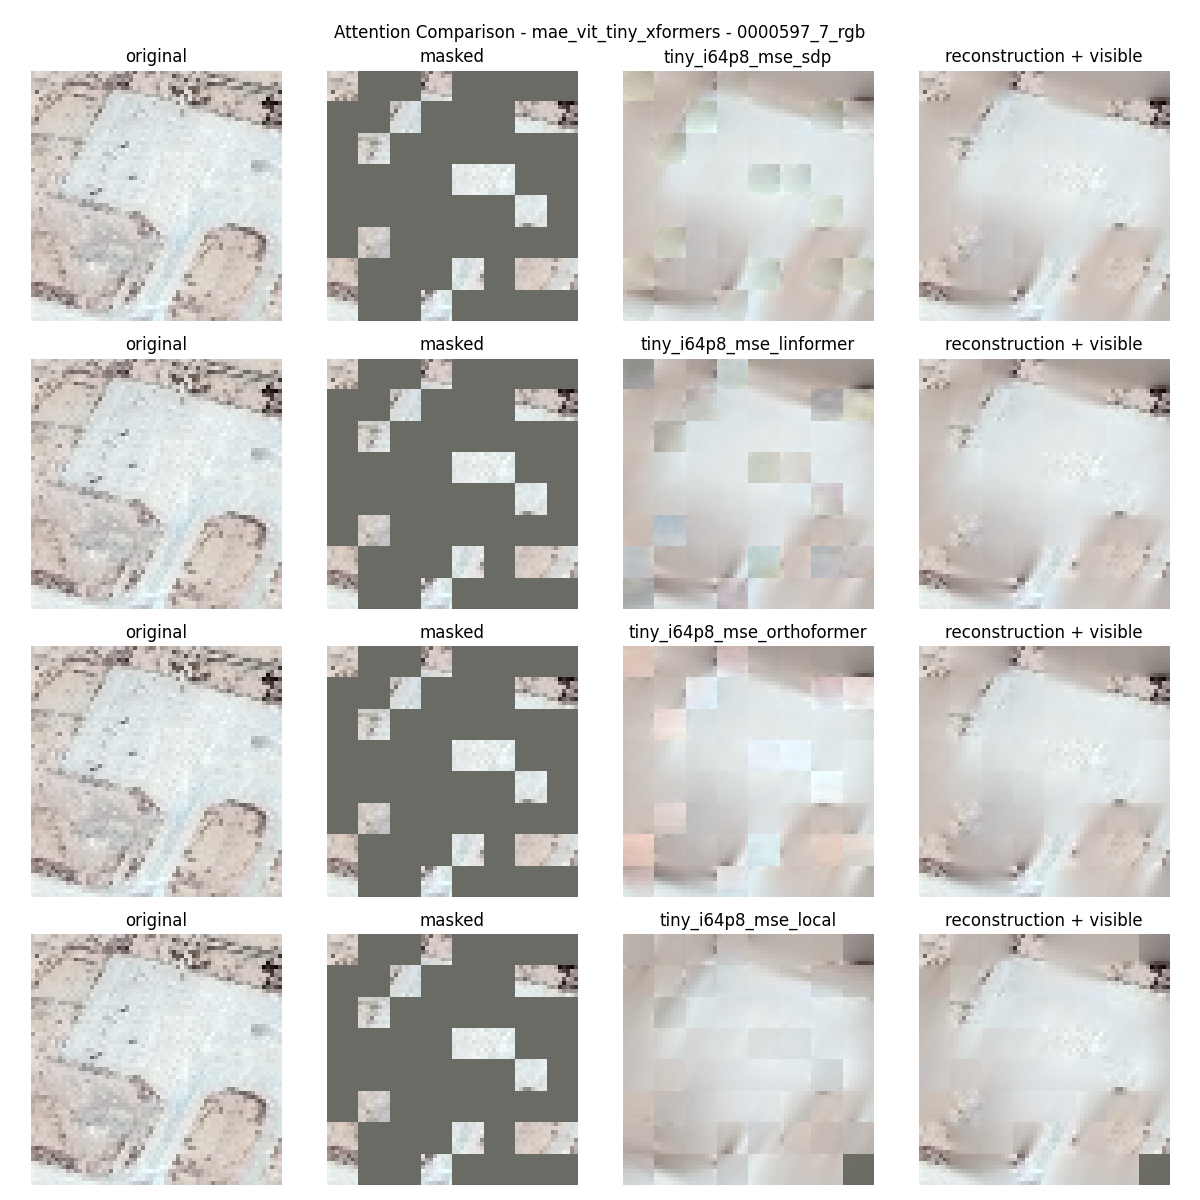 Attention Comparison - mae_vit_tiny_xformers - 0000597_7_rgb
original masked tiny_i64p8_mse_sdp reconstruction + visible
original masked tiny_i64p8_mse_linformer reconstruction + visible
original masked tiny_i64p8_mse_orthoformer reconstruction + visible
original masked tiny_i64p8_mse_local reconstruction + visible